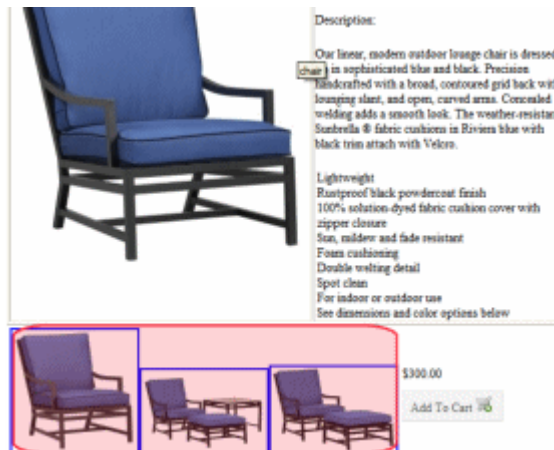 Description:
Our linear, modern outdoor lounge chair is dressed
in sophisticated blue and black. Precision
handcrafted with a broad, contoured grid back wit
lounging slant, and open, curved arms. Concealed
welding adds a smooth look. The weather-resistan
Sunbrella ® fabric cushions in Riviera blue with
black trim attach with Velcro.
chair
Lightweight
Rustproof black powdercoat finish
100% solution-dyed fabric cushion cover with
zipper closure
Sun, mildew and fade resistant
Foam cushioning
Double welting detail
Spot clean
For indoor or outdoor use
See dimensions and color options below
$300.00
Add To Cart